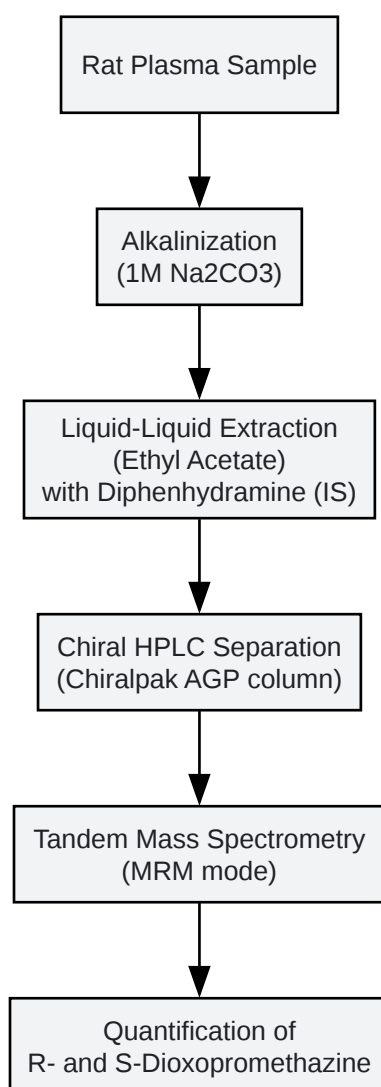 Rat Plasma Sample
Alkalinization
(1M Na2CO3)
Liquid-Liquid Extraction
(Ethyl Acetate)
with Diphenhydramine (IS)
Chiral HPLC Separation
(Chiralpak AGP column)
Tandem Mass Spectrometry
(MRM mode)
Quantification of
R- and S-Dioxopromethazine